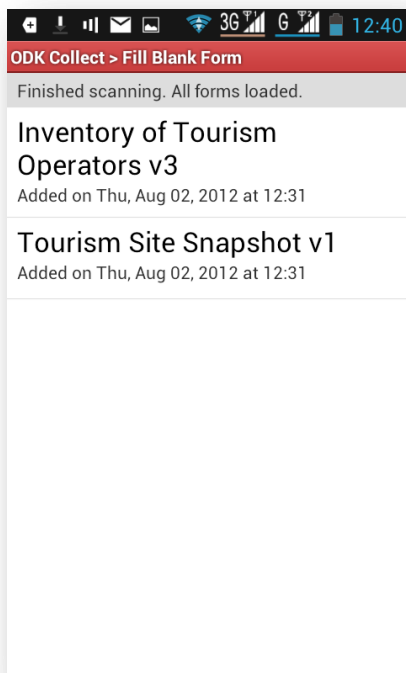 3G G 12:40
ODK Collect > Fill Blank Form
Finished scanning. All forms loaded.
Inventory of Tourism
Operators v3
Added on Thu, Aug 02, 2012 at 12:31
Tourism Site Snapshot v1
Added on Thu, Aug 02, 2012 at 12:31